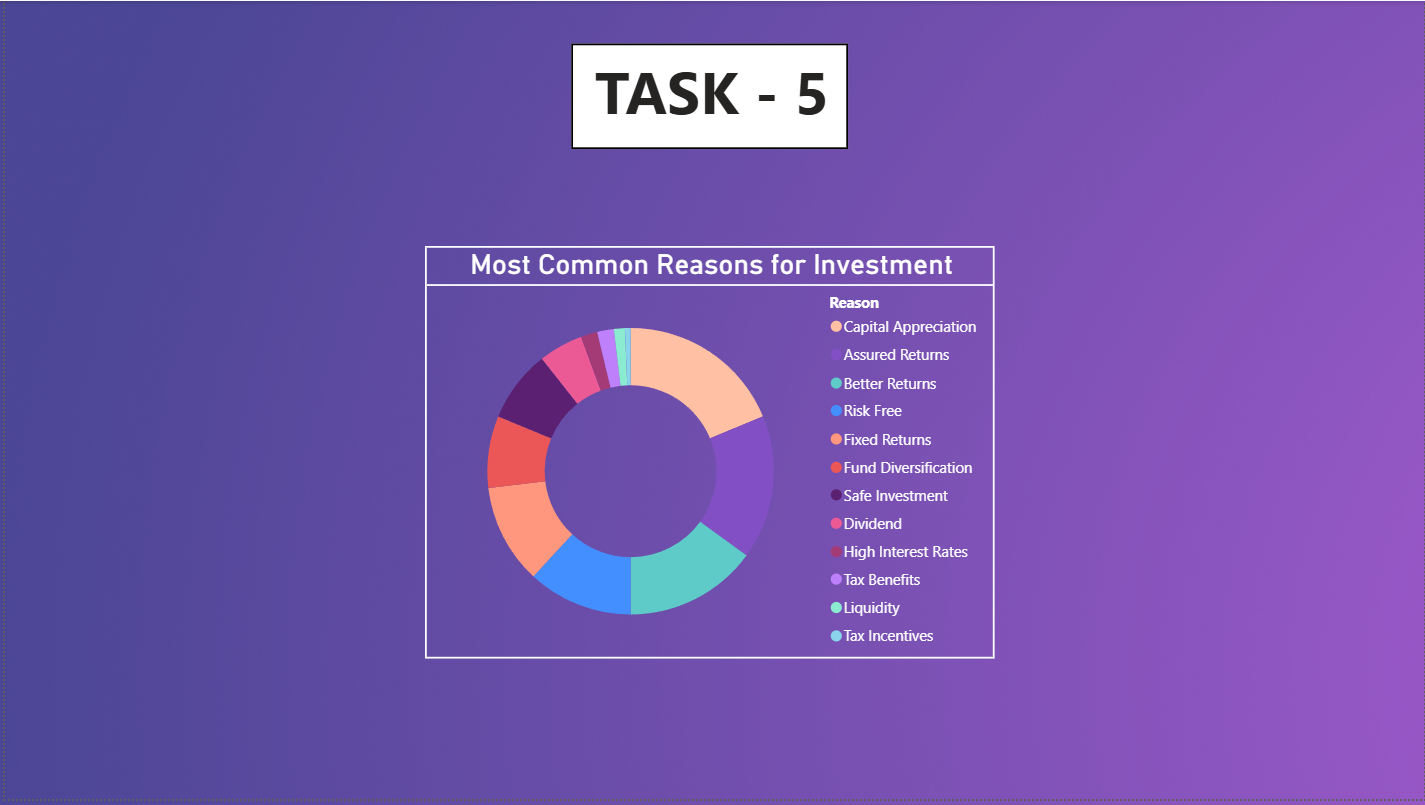 TASK - 5
Most Common Reasons for Investment
Reason
Capital Appreciation
Assured Returns
Better Returns
Risk Free
Fixed Returns
Fund Diversification
Safe Investment
Dividend
High Interest Rates
Tax Benefits
Liquidity
Tax Incentives